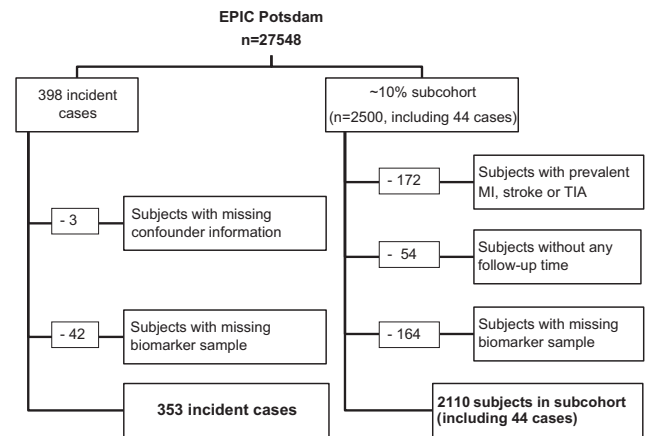 EPIC Potsdam
n=27548
398 incident
cases
~10% subcohort
(n=2500, including 44 cases)
- 172
Subjects with prevalent
MI, stroke or TIA
- 3
Subjects with missing
confounder information
- 54
Subjects without any
follow-up time
- 42
Subjects with missing
biomarker sample
- 164
Subjects with missing
biomarker sample
353 incident cases
2110 subjects in subcohort
(including 44 cases)